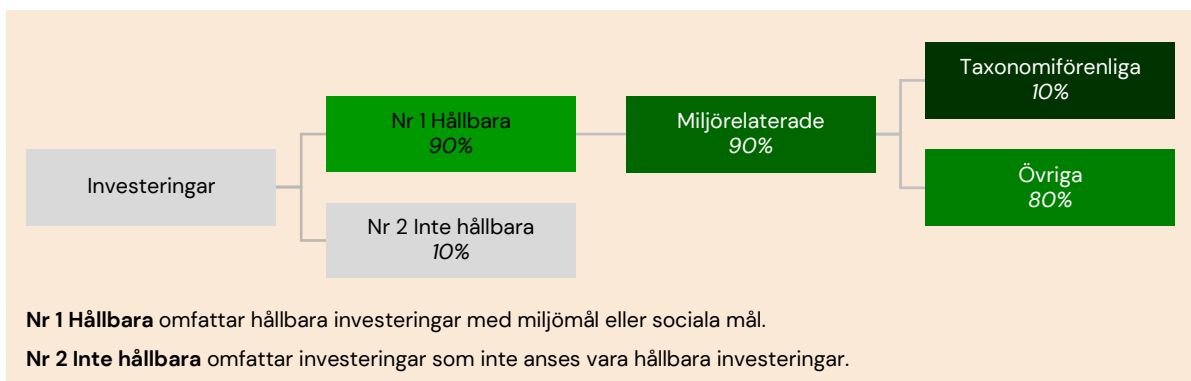 Investeringar
Nr 1 Hållbara
90%
Nr 2 Inte hållbara
10%
Miljörelaterade
90%
Taxonomiförenliga
10%
Övriga
80%
Nr 1 Hållbara omfattar hållbara investeringar med miljömål eller sociala mål.
Nr 2 Inte hållbara omfattar investeringar som inte anses vara hållbara investeringar.